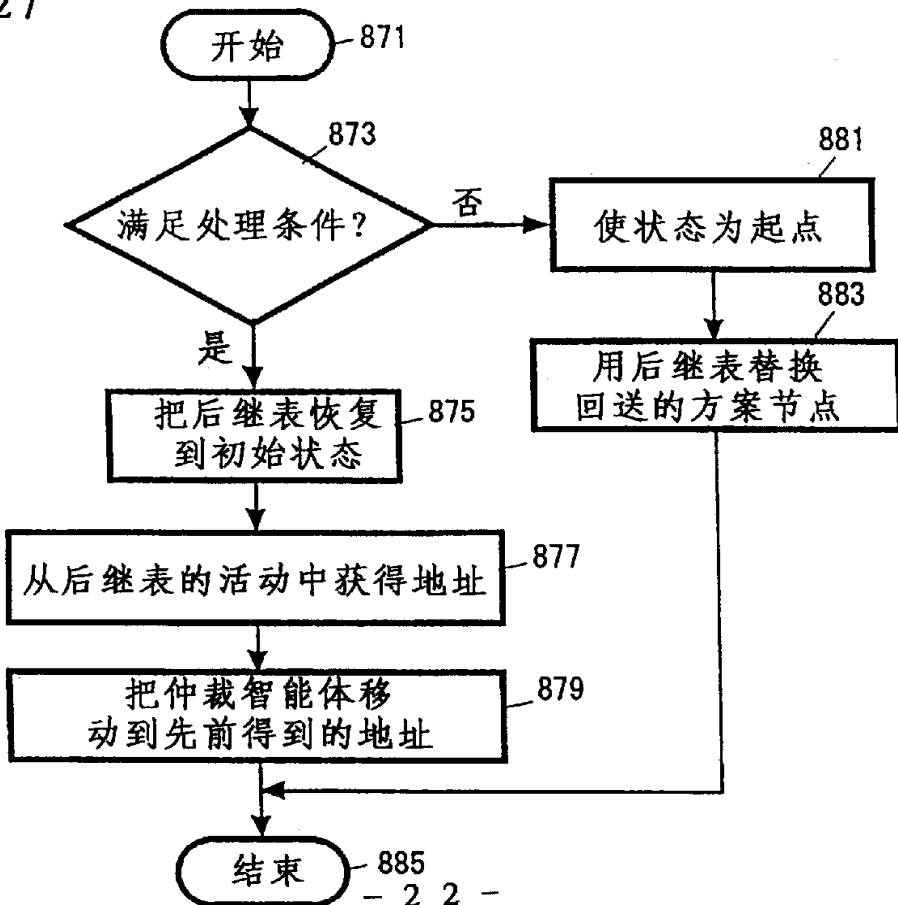 27
开始
871
873
满足处理条件?
否
881
使状态为起点
883
用后继表替换
回送的方案节点
是
把后继表恢复
到初始状态
875
从后继表的活动中获得地址
877
把仲裁智能体移
动到先前得到的地址
879
结束
885
- 22 -